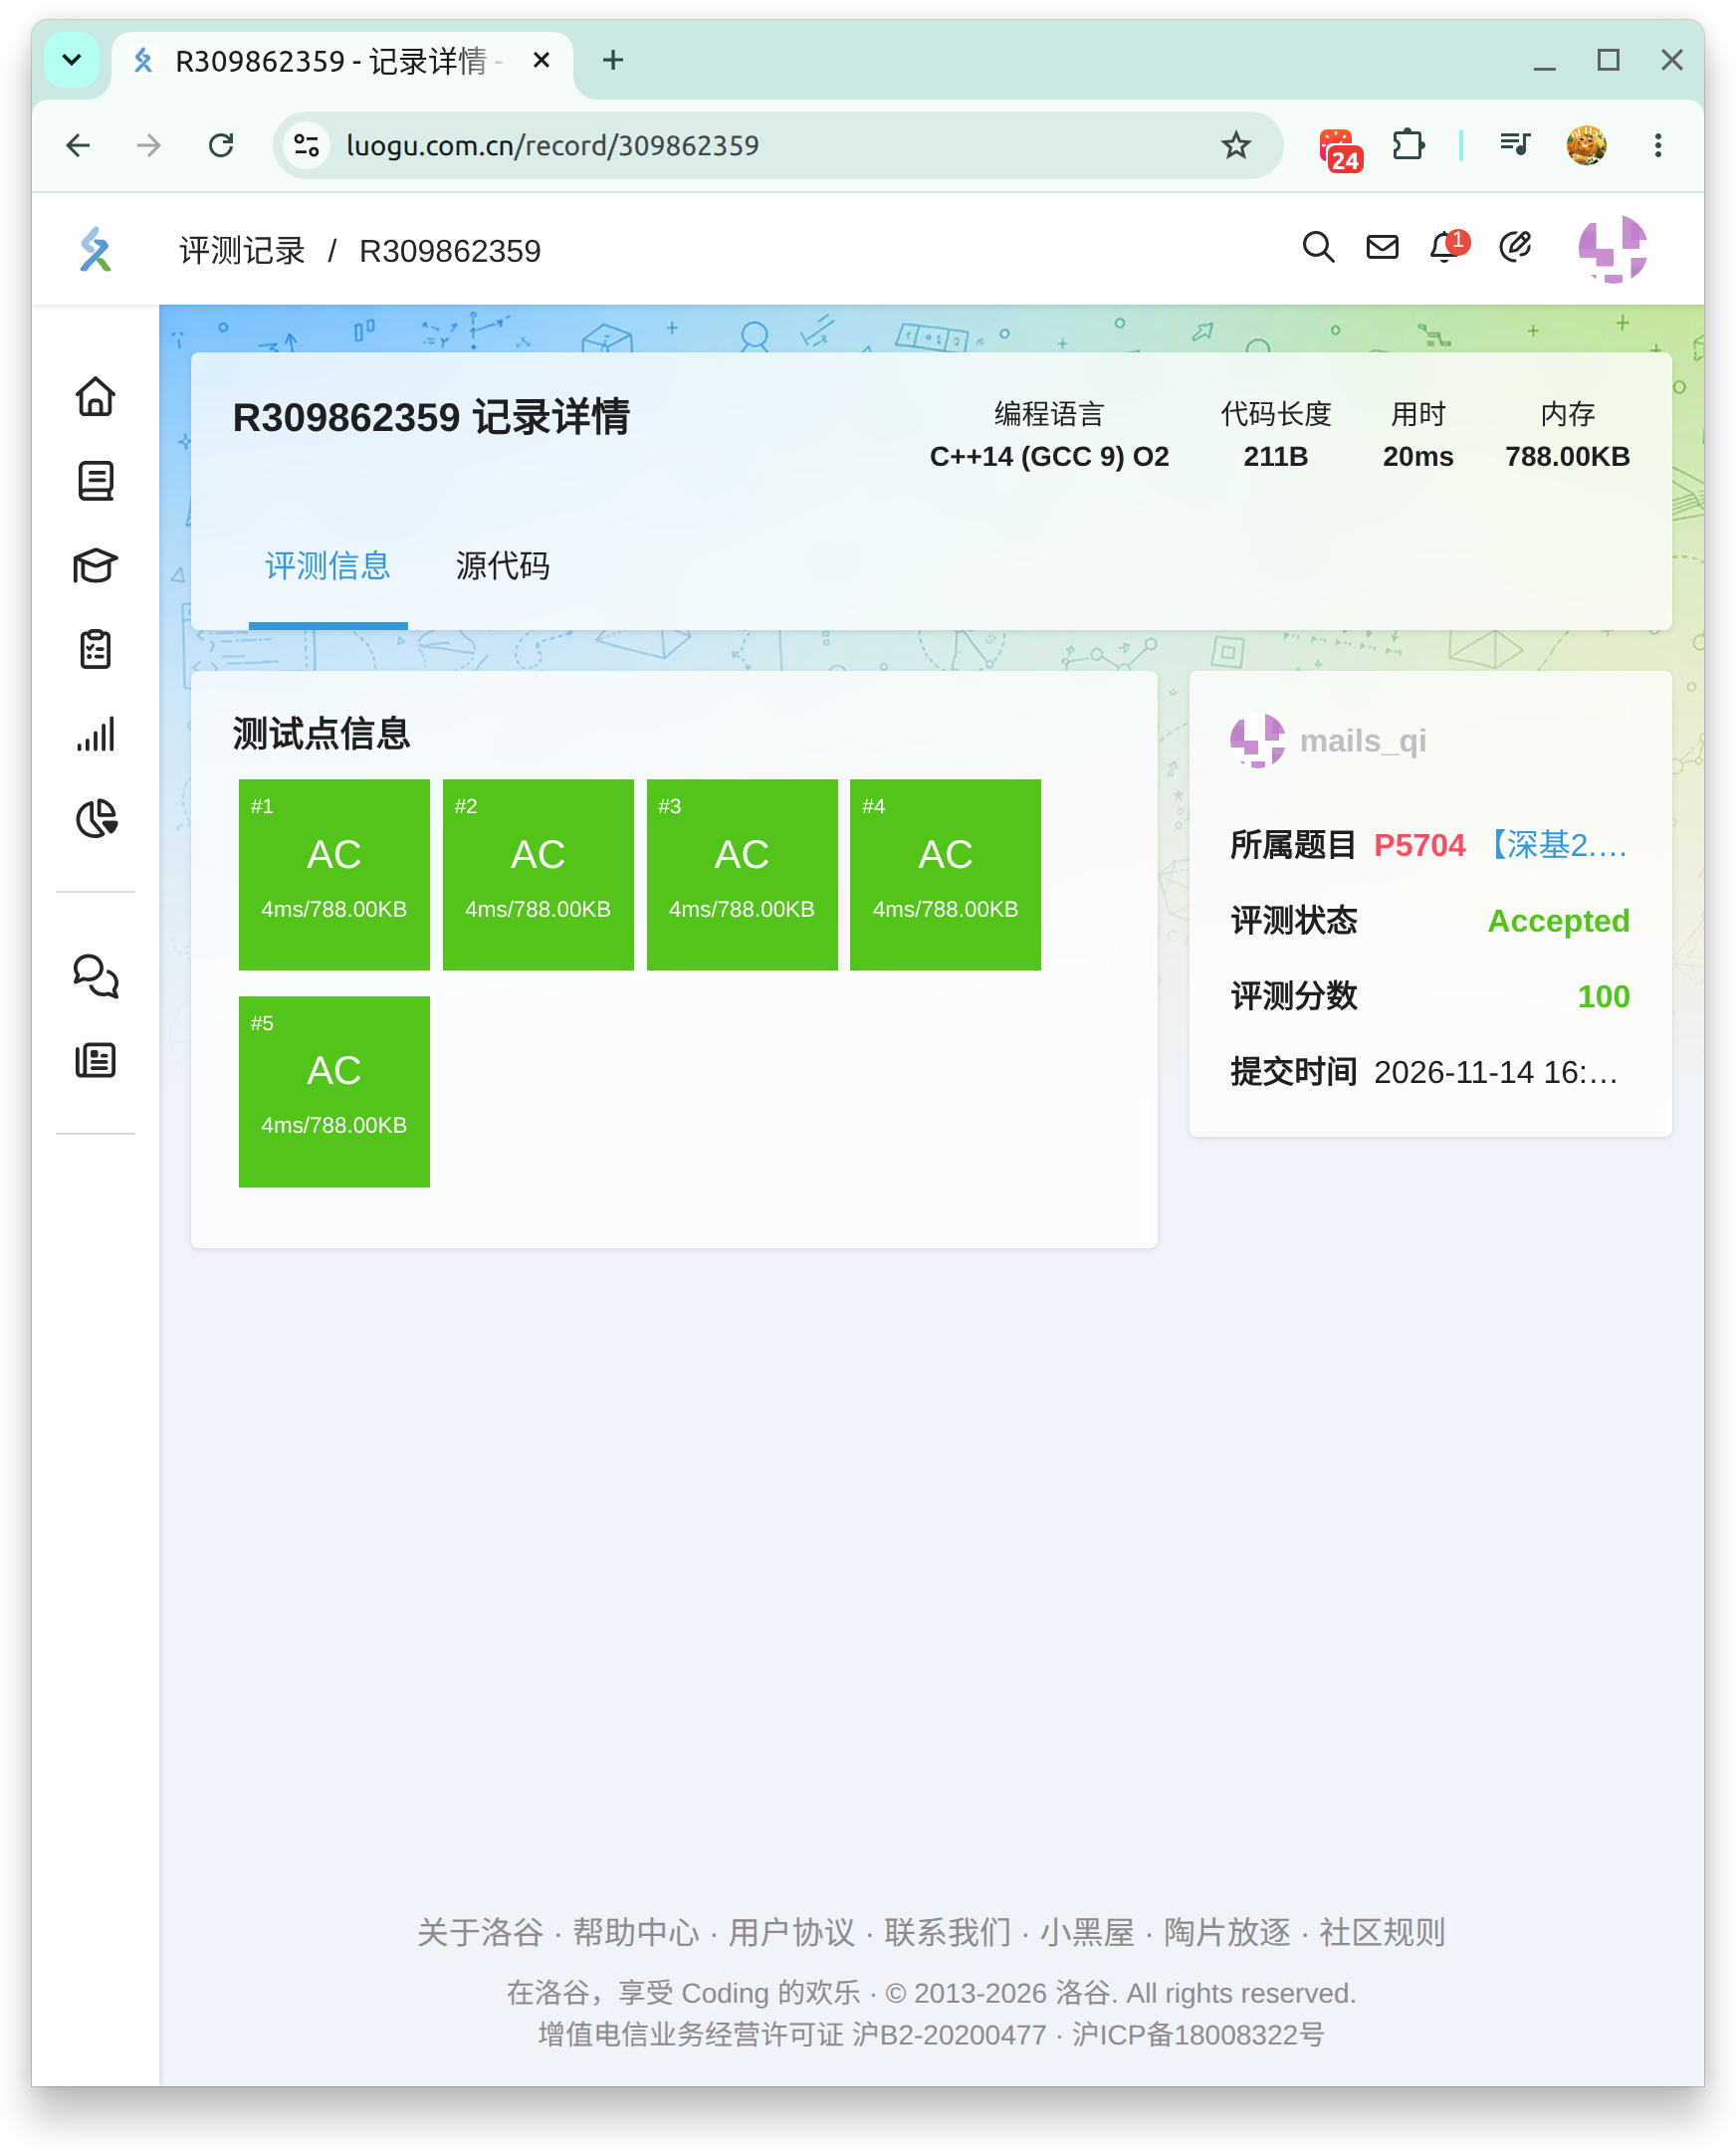 R309862359 - 记录详情 -
luogu.com.cn/record/309862359
24
评测记录 / R309862359
1
R309862359 记录详情
编程语言 代码长度 用时 内存
C++14 (GCC 9) O2 211B 20ms 788.00KB
评测信息 源代码
测试点信息
#1 #2 #3 #4
AC AC AC AC
4ms/788.00KB 4ms/788.00KB 4ms/788.00KB 4ms/788.00KB
#5
AC
4ms/788.00KB
mails_qi
所属题目 P5704 【深基2....
评测状态 Accepted
评测分数 100
提交时间 2026-11-14 16:...
关于洛谷 · 帮助中心 · 用户协议 · 联系我们 · 小黑屋 · 陶片放逐 · 社区规则
在洛谷，享受 Coding 的欢乐 · © 2013-2026 洛谷. All rights reserved.
增值电信业务经营许可证 沪B2-20200477 · 沪ICP备18008322号